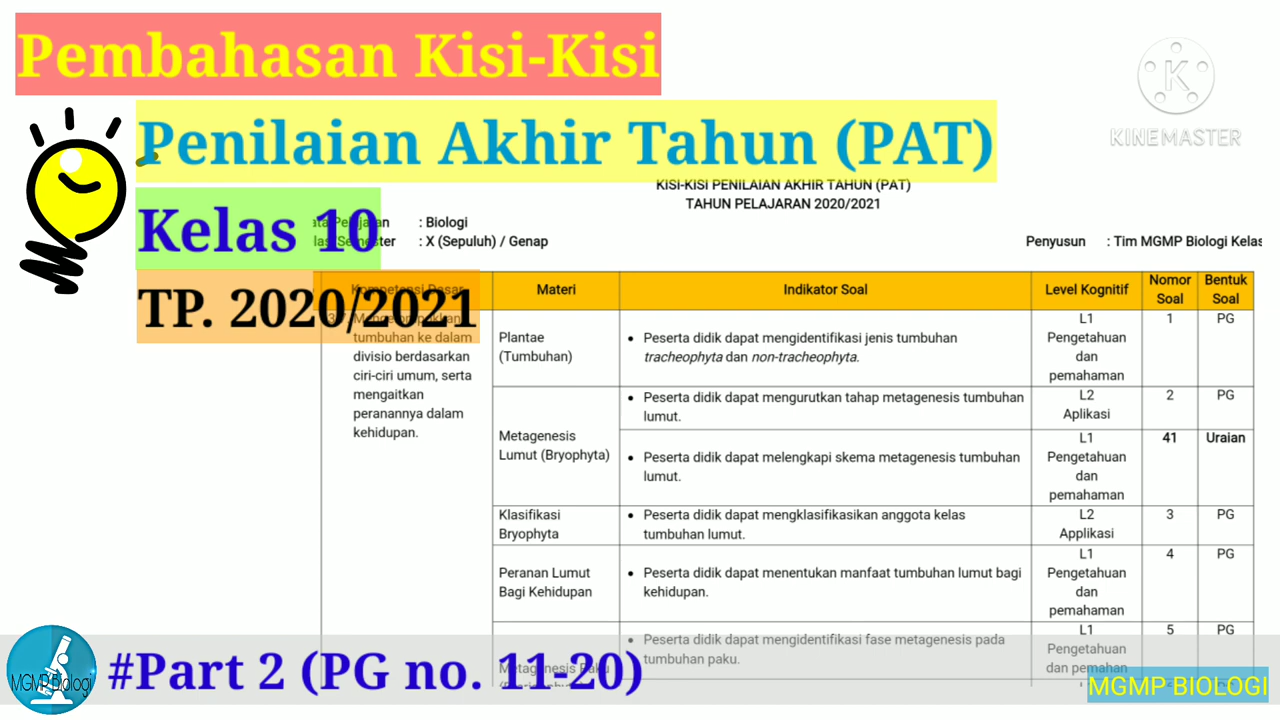 Pembahasan Kisi-Kisi
KINEMASTER
Penilaian Akhir Tahun (PAT)
KISI-KISI PENILAIAN AKHIR TAHUN (PAT)
TAHUN PELAJARAN 2020/2021
: Biologi
Kelas 10
: X (Sepuluh) / Genap
Penyusun : Tim MGMP Biologi Kelas
TP. 2020/2021
Materi Indikator Soal Level Kognitif Nomor Soal Bentuk Soal
tumbuhan ke dalam
divisio berdasarkan
ciri-ciri umum, serta
mengaitkan
peranannya dalam
kehidupan.
Plantae
(Tumbuhan)
• Peserta didik dapat mengidentifikasi jenis tumbuhan
tracheophyta dan non-tracheophyta.
L1
Pengetahuan
dan
pemahaman
1 PG
Metagenesis
Lumut (Bryophyta)
• Peserta didik dapat mengurutkan tahap metagenesis tumbuhan
lumut.
L2
Aplikasi
2 PG
• Peserta didik dapat melengkapi skema metagenesis tumbuhan
lumut.
L1
Pengetahuan
dan
pemahaman
41 Uraian
Klasifikasi
Bryophyta
• Peserta didik dapat mengklasifikasikan anggota kelas
tumbuhan lumut.
L2
Applikasi
3 PG
Peranan Lumut
Bagi Kehidupan
• Peserta didik dapat menentukan manfaat tumbuhan lumut bagi
kehidupan.
L1
Pengetahuan
dan
pemahaman
4 PG
Metagenesis Paku
• Peserta didik dapat mengidentifikasi fase metagenesis pada
tumbuhan paku.
L1
Pengetahuan
dan pemahan
5 PG
MGMP Biologi
#Part 2 (PG no. 11-20)
MGMP BIOLOGI